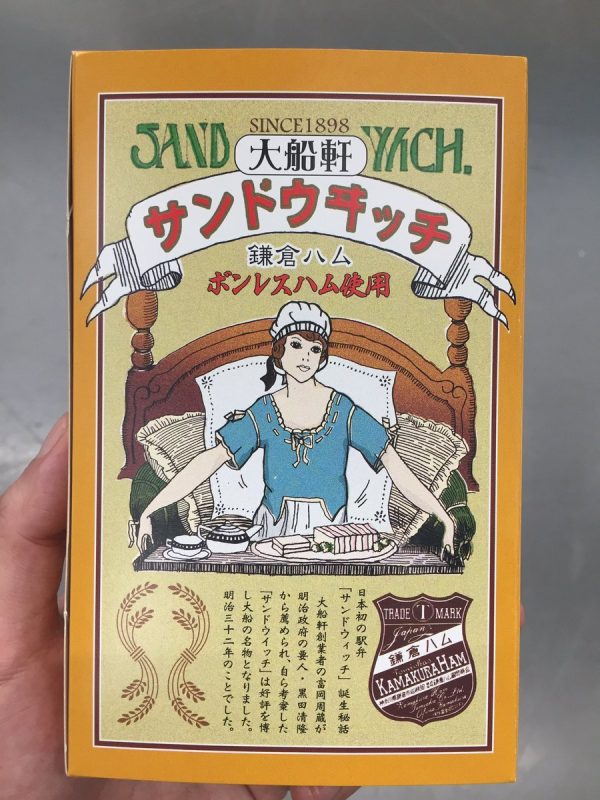 SINCE1898
SANDWICH.
大船軒
サンドウヰッチ
鎌倉ハム
ボンレスハム使用
日本初の駅弁
「サンドウィッチ」誕生秘話
大船軒創業者の富岡周蔵が
明治政府の要人・黒田清隆
から薦められ、自ら考案した
「サンドウイッチ」は好評を博
し大船の名物となりました。
明治三十二年のことでした。
TRADE T MARK
Japan
鎌倉ハム
KAMAKURA HAM